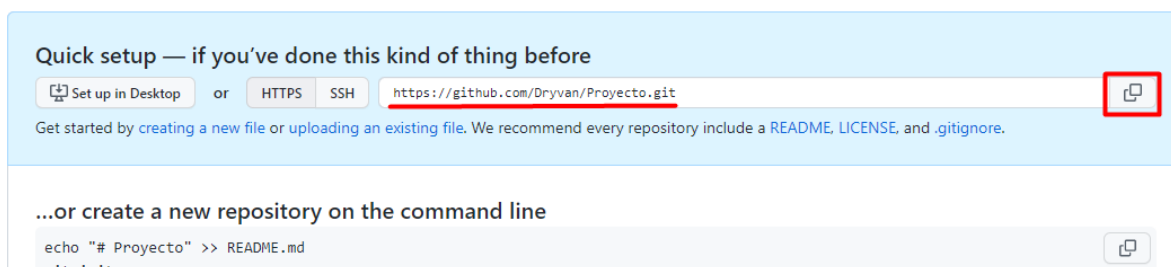 Quick setup — if you've done this kind of thing before
Set up in Desktop or HTTPS SSH https://github.com/Dryvan/Proyecto.git
Get started by creating a new file or uploading an existing file. We recommend every repository include a README, LICENSE, and .gitignore.
...or create a new repository on the command line
echo "# Proyecto" >> README.md